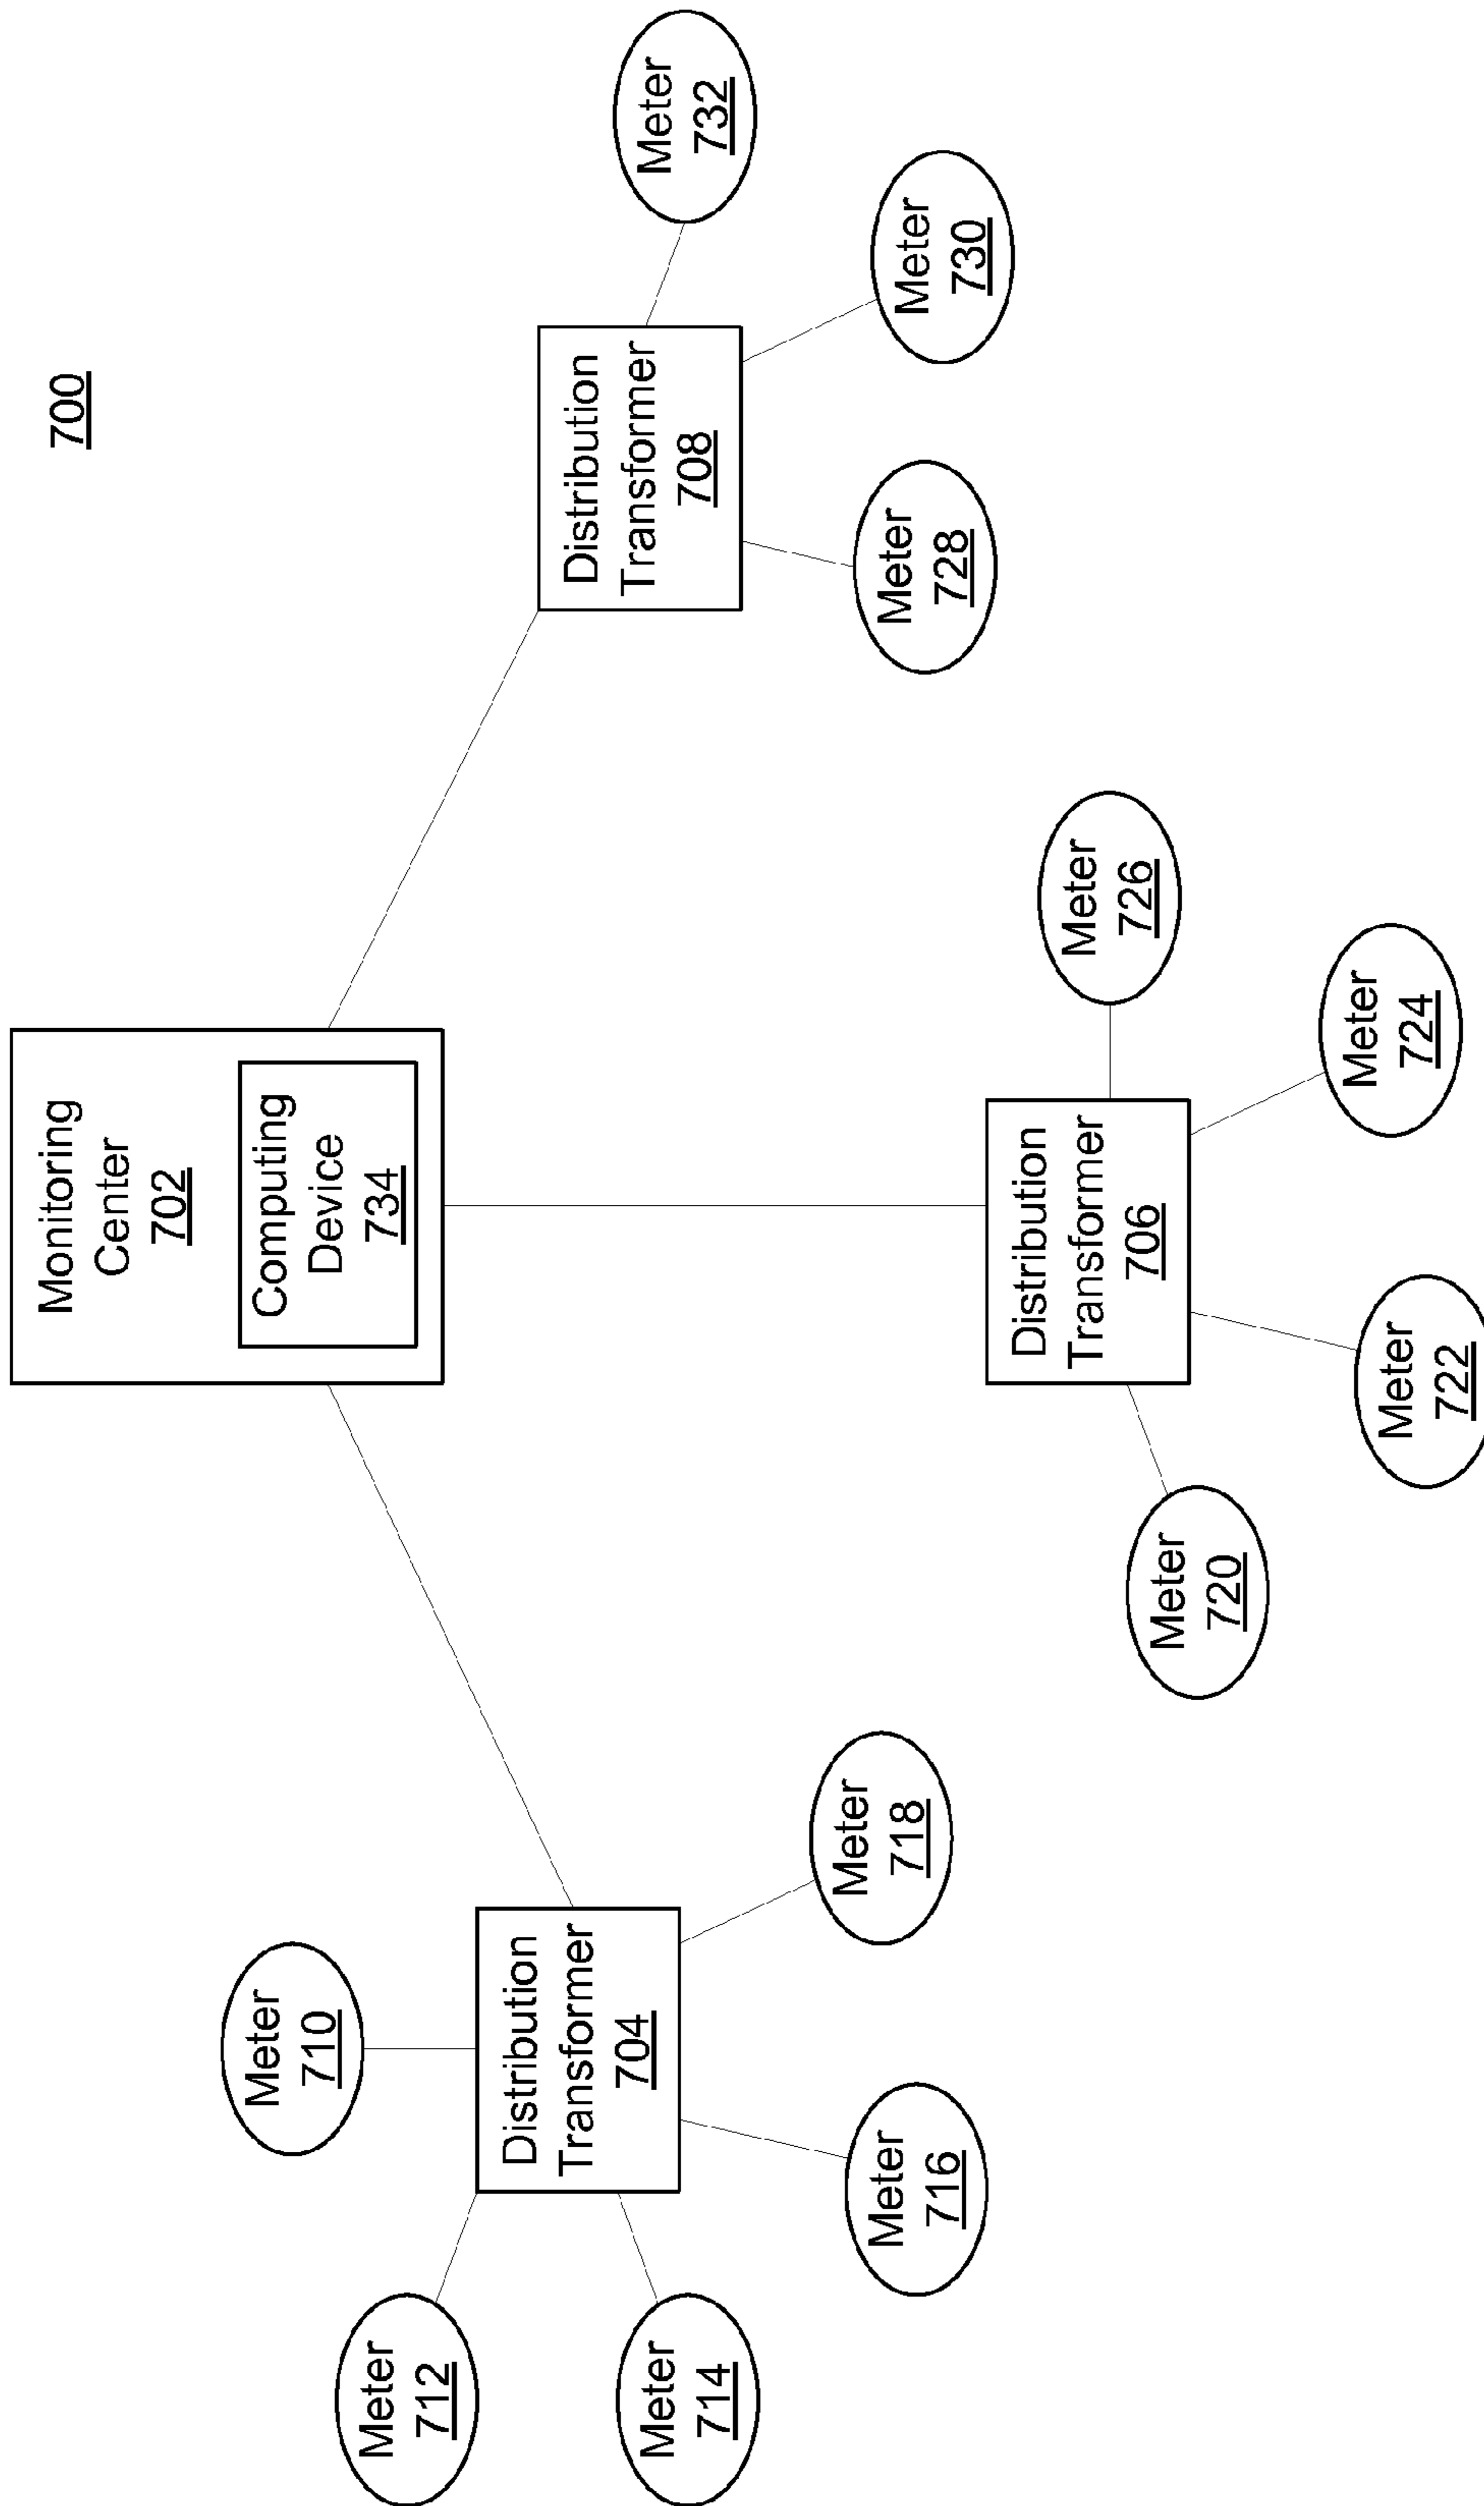 700
Monitoring
Center
702
Computing
Device
734
Meter
710
Meter
712
Distribution
Transformer
704
Meter
714
Meter
716
Meter
718
Distribution
Transformer
706
Meter
720
Meter
722
Meter
724
Meter
726
Distribution
Transformer
708
Meter
728
Meter
730
Meter
732